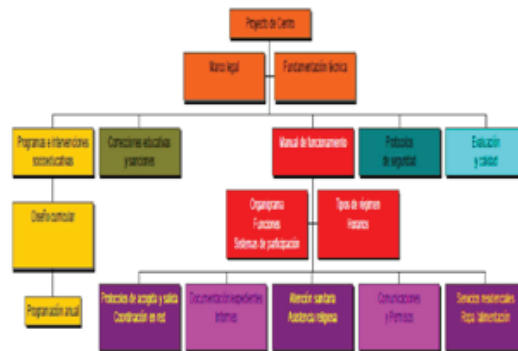 Proyecto de Centro
Marco legal
Fundamentación técnica
Programas e intervenciones
socioeducativas
Correcciones educativas
y sanciones
Manual de funcionamiento
Protocolos
de seguridad
Evaluación
y calidad
Diseño curricular
Organigrama
Funciones
Sistemas de participación
Tipos de régimen
Horarios
Programación anual
Protocolos de acogida y salida
Coordinación en red
Documentación/expedientes
Informes
Atención sanitaria
Asistencia religiosa
Comunicaciones
y Permisos
Servicios residenciales
Ropa /alimentación